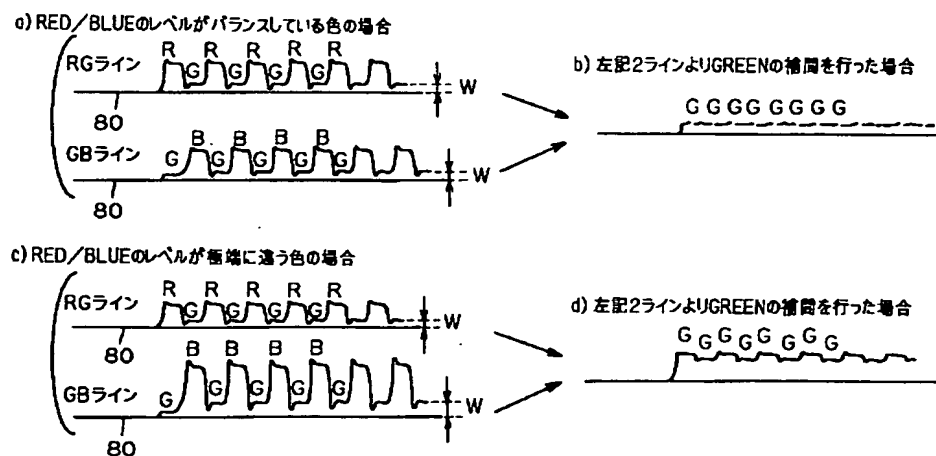 a) RED/BLUEのレベルがバランスしている色の場合
R R R R R
RGライン
G G G G
W
80
B B B B
GBライン
G G G G G
W
80
b) 左記2ラインよりGREENの補間を行った場合
G G G G G G G G
c) RED/BLUEのレベルが極端に違う色の場合
R R R R R
RGライン
G G G G
W
80
B B B B
GBライン
G G G G G
W
80
d) 左記2ラインよりGREENの補間を行った場合
G G G G G G G G